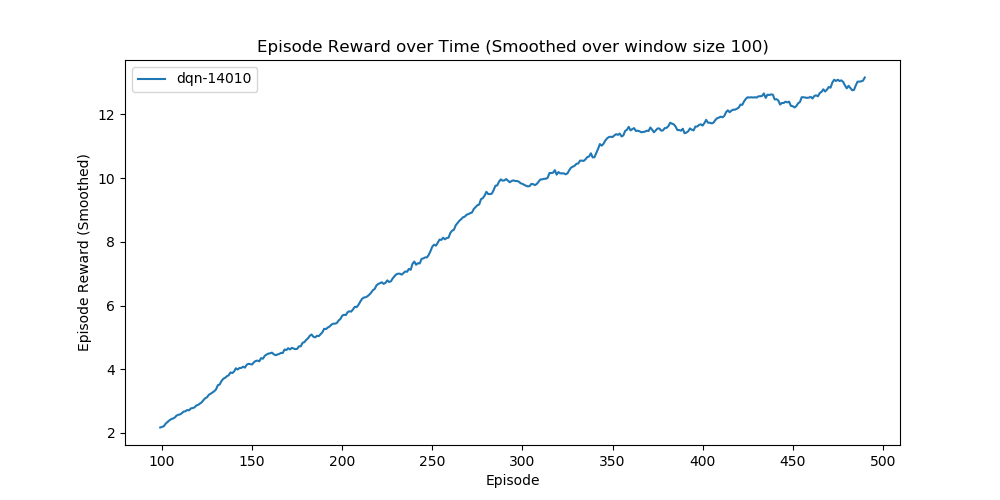 Episode Reward over Time (Smoothed over window size 100)
dqn-14010
Episode Reward (Smoothed)
12
10
8
6
4
2
100 150 200 250 300 350 400 450 500
Episode